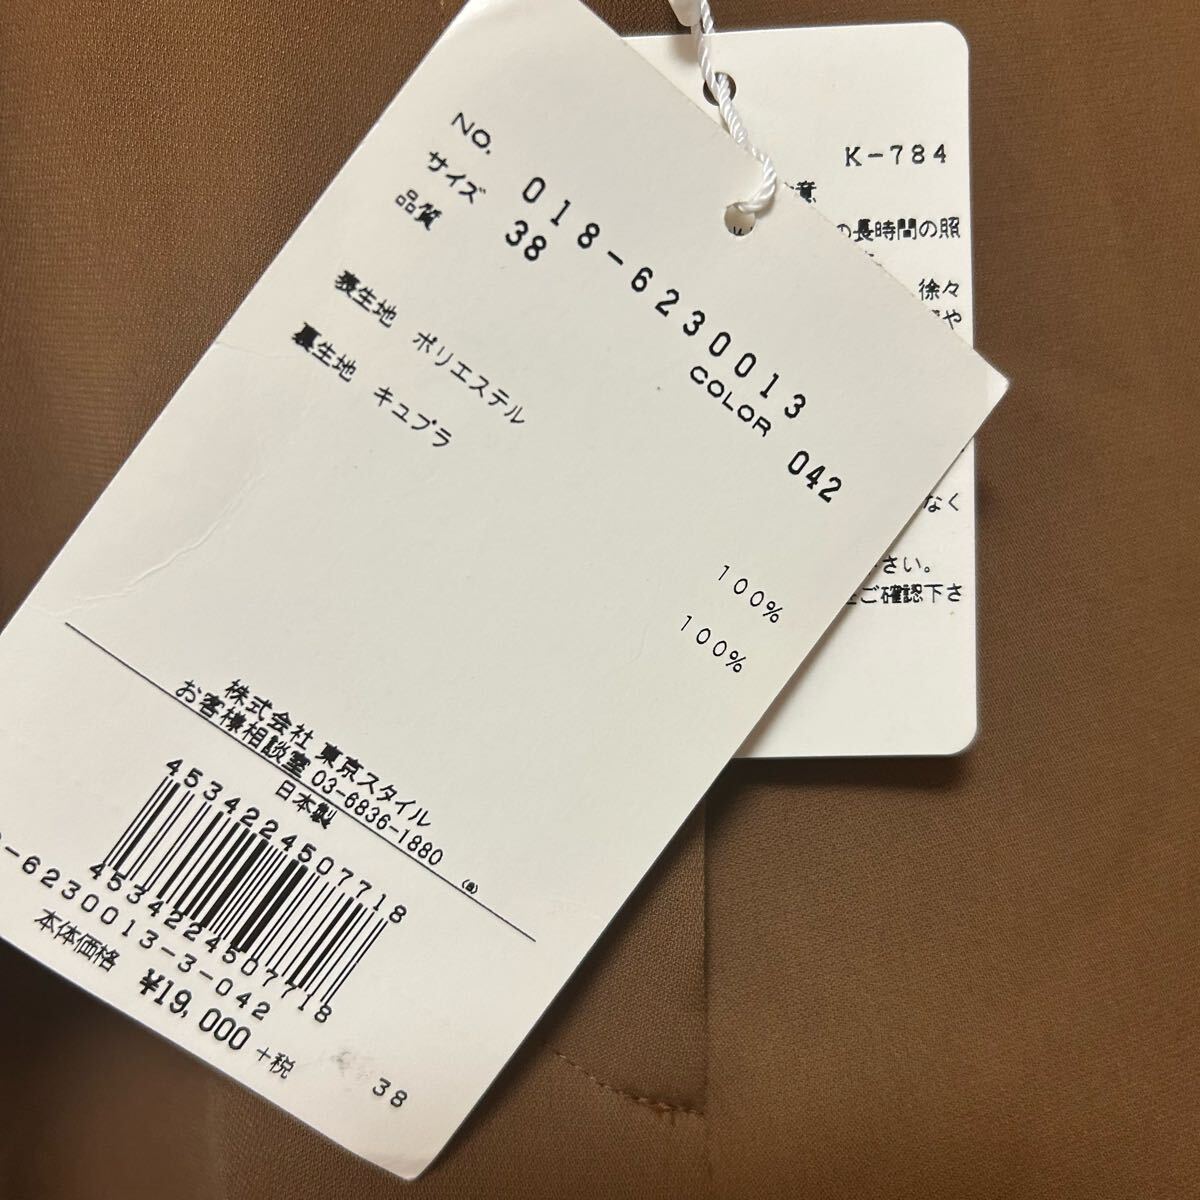 NO. 018-6230013
サイズ 38 COLOR 042
品質
表生地 ポリエステル 100%
裏生地 キュプラ 100%
株式会社 東京スタイル
お客様相談室 03-6836-1880
日本製
(a)
4534224507718
4534224507718
-6230013-3-042
本体価格 ¥19,000 +税
38
K-784
意
の長時間の照
徐々
や
なく
さい。
ご確認下さ